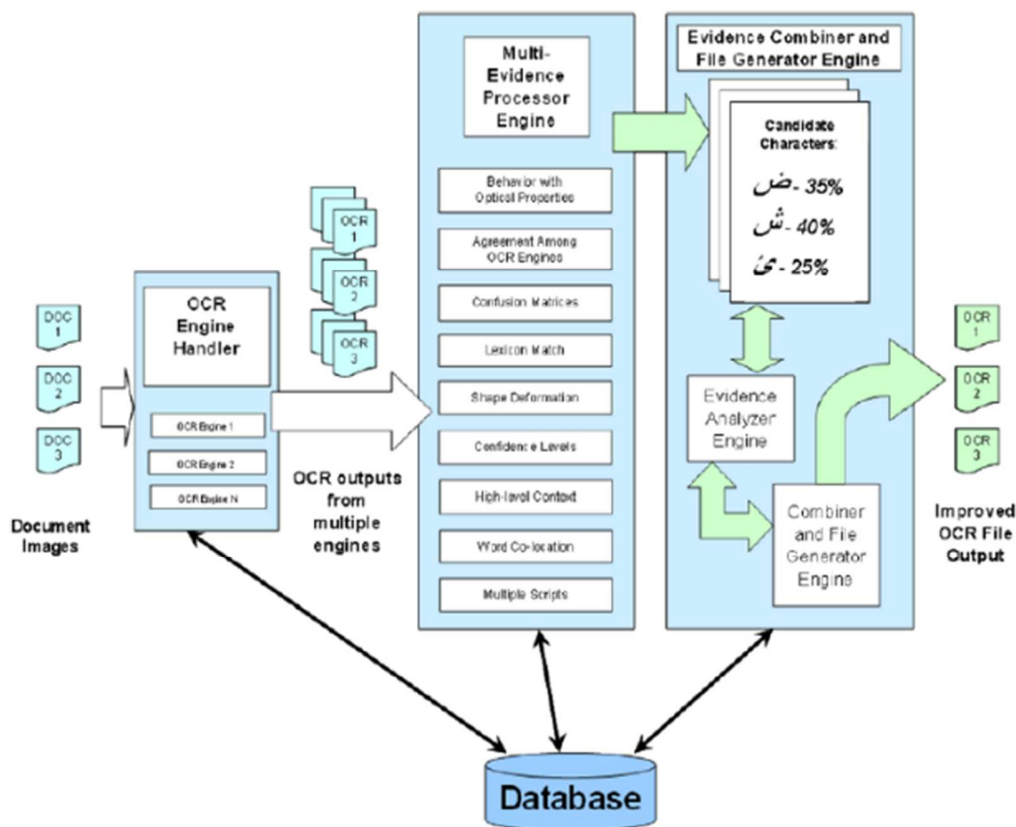 DOC
1
DOC
2
DOC
3
Document
Images
OCR
Engine
Handler
OCR Engine 1
OCR Engine 2
OCR Engine N
OCR
1
OCR
2
OCR
3
OCR outputs
from
multiple
engines
Multi-
Evidence
Processor
Engine
Behavior with
Optical Properties
Agreement Among
OCR Engines
Confusion Matrices
Lexicon Match
Shape Deformation
Confidence Levels
High-level Context
Word Co-location
Multiple Scripts
Evidence Combiner and
File Generator Engine
Candidate
Characters:
ض - 35%
ش - 40%
ئ - 25%
Evidence
Analyzer
Engine
Combiner
and File
Generator
Engine
OCR
1
OCR
2
OCR
3
Improved
OCR File
Output
Database